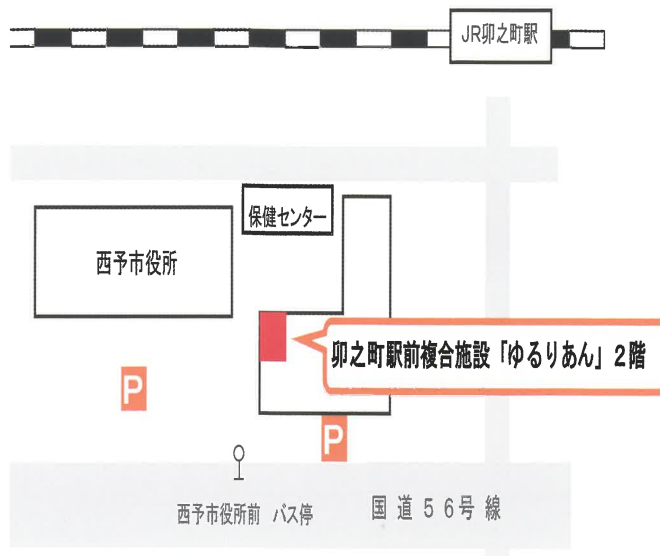 JR卯之町駅
保健センター
西予市役所
卯之町駅前複合施設「ゆるりあん」2階
P
P
西予市役所前 バス停
国道56号線